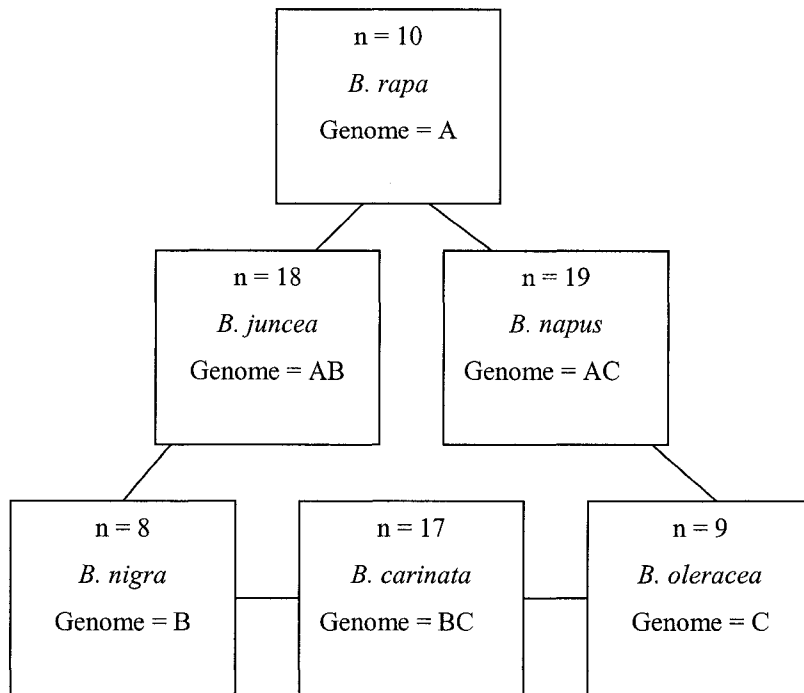 n = 10
B. rapa
Genome = A
n = 18
B. juncea
Genome = AB
n = 19
B. napus
Genome = AC
n = 8
B. nigra
Genome = B
n = 17
B. carinata
Genome = BC
n = 9
B. oleracea
Genome = C